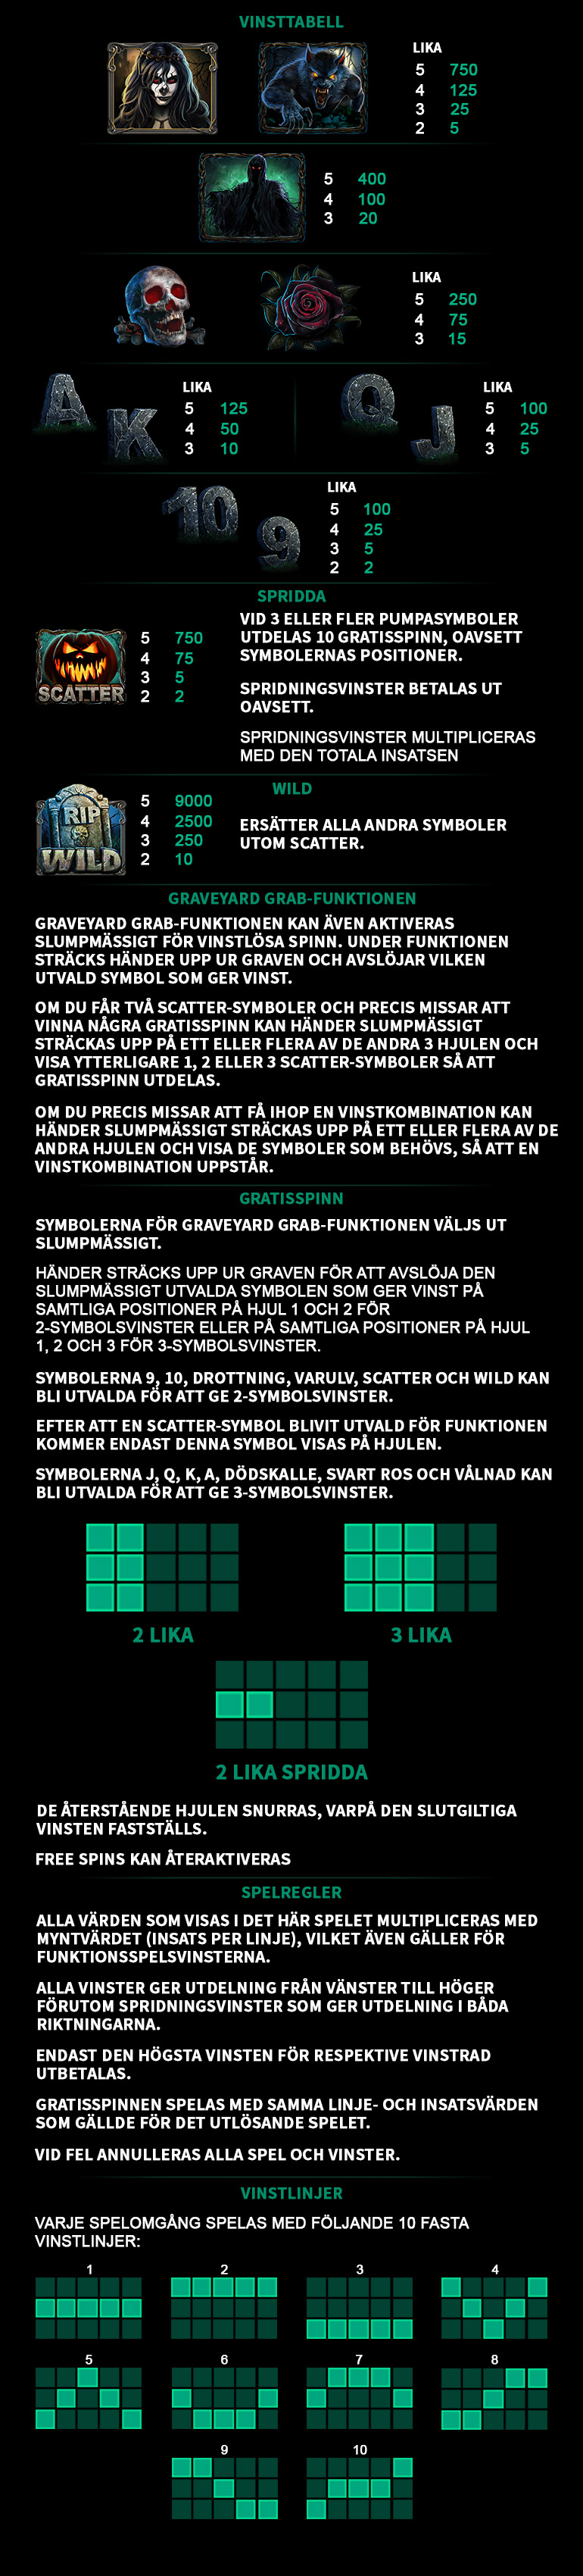 VINSTTABELL
LIKA
5 750
4 125
3 25
2 5
5 400
4 100
3 20
LIKA
5 250
4 75
3 15
A K
LIKA
5 125
4 50
3 10
Q J
LIKA
5 100
4 25
3 5
10 9
LIKA
5 100
4 25
3 5
2 2
SPRIDDA
SCATTER
5 750
4 75
3 5
2 2
VID 3 ELLER FLER PUMPASYMBOLER
UTDELAS 10 GRATISSPINN, OAVSETT
SYMBOLERNAS POSITIONER.
SPRIDNINGSVINSTER BETALAS UT
OAVSETT.
SPRIDNINGSVINSTER MULTIPLICERAS
MED DEN TOTALA INSATSEN
WILD
RIP
WILD
5 9000
4 2500
3 250
2 10
ERSÄTTER ALLA ANDRA SYMBOLER
UTOM SCATTER.
GRAVEYARD GRAB-FUNKTIONEN
GRAVEYARD GRAB-FUNKTIONEN KAN ÄVEN AKTIVERAS
SLUMPMÄSSIGT FÖR VINSTLÖSA SPINN. UNDER FUNKTIONEN
STRÄCKS HÄNDER UPP UR GRAVEN OCH AVSLÖJAR VILKEN
UTVALD SYMBOL SOM GER VINST.
OM DU FÅR TVÅ SCATTER-SYMBOLER OCH PRECIS MISSAR ATT
VINNA NÅGRA GRATISSPINN KAN HÄNDER SLUMPMÄSSIGT
STRÄCKAS UPP PÅ ETT ELLER FLERA AV DE ANDRA 3 HJULEN OCH
VISA YTTERLIGARE 1, 2 ELLER 3 SCATTER-SYMBOLER SÅ ATT
GRATISSPINN UTDELAS.
OM DU PRECIS MISSAR ATT FÅ IHOP EN VINSTKOMBINATION KAN
HÄNDER SLUMPMÄSSIGT STRÄCKAS UPP PÅ ETT ELLER FLERA AV DE
ANDRA HJULEN OCH VISA DE SYMBOLER SOM BEHÖVS, SÅ ATT EN
VINSTKOMBINATION UPPSTÅR.
GRATISSPINN
SYMBOLERNA FÖR GRAVEYARD GRAB-FUNKTIONEN VÄLJS UT
SLUMPMÄSSIGT.
HÄNDER STRÄCKS UPP UR GRAVEN FÖR ATT AVSLÖJA DEN
SLUMPMÄSSIGT UTVALDA SYMBOLEN SOM GER VINST PÅ
SAMTLIGA POSITIONER PÅ HJUL 1 OCH 2 FÖR
2-SYMBOLSVINSTER ELLER PÅ SAMTLIGA POSITIONER PÅ HJUL
1, 2 OCH 3 FÖR 3-SYMBOLSVINSTER.
SYMBOLERNA 9, 10, DROTTNING, VARULV, SCATTER OCH WILD KAN
BLI UTVALDA FÖR ATT GE 2-SYMBOLSVINSTER.
EFTER ATT EN SCATTER-SYMBOL BLIVIT UTVALD FÖR FUNKTIONEN
KOMMER ENDAST DENNA SYMBOL VISAS PÅ HJULEN.
SYMBOLERNA J, Q, K, A, DÖDSKALLE, SVART ROS OCH VÅLNAD KAN
BLI UTVALDA FÖR ATT GE 3-SYMBOLSVINSTER.
2 LIKA
3 LIKA
2 LIKA SPRIDDA
DE ÅTERSTÅENDE HJULEN SNURRAS, VARPÅ DEN SLUTGILTIGA
VINSTEN FASTSTÄLLS.
FREE SPINS KAN ÅTERAKTIVERAS
SPELREGLER
ALLA VÄRDEN SOM VISAS I DET HÄR SPELET MULTIPLICERAS MED
MYNTVÄRDET (INSATS PER LINJE), VILKET ÄVEN GÄLLER FÖR
FUNKTIONSSPELSVINSTERNA.
ALLA VINSTER GER UTDELNING FRÅN VÄNSTER TILL HÖGER
FÖRUTOM SPRIDNINGSVINSTER SOM GER UTDELNING I BÅDA
RIKTNINGARNA.
ENDAST DEN HÖGSTA VINSTEN FÖR RESPEKTIVE VINSTRAD
UTBETALAS.
GRATISSPINNEN SPELAS MED SAMMA LINJE- OCH INSATSVÄRDEN
SOM GÄLLDE FÖR DET UTLÖSANDE SPELET.
VID FEL ANNULLERAS ALLA SPEL OCH VINSTER.
VINSTLINJER
VARJE SPELOMGÅNG SPELAS MED FÖLJANDE 10 FASTA
VINSTLINJER:
1 2 3 4
5 6 7 8
9 10